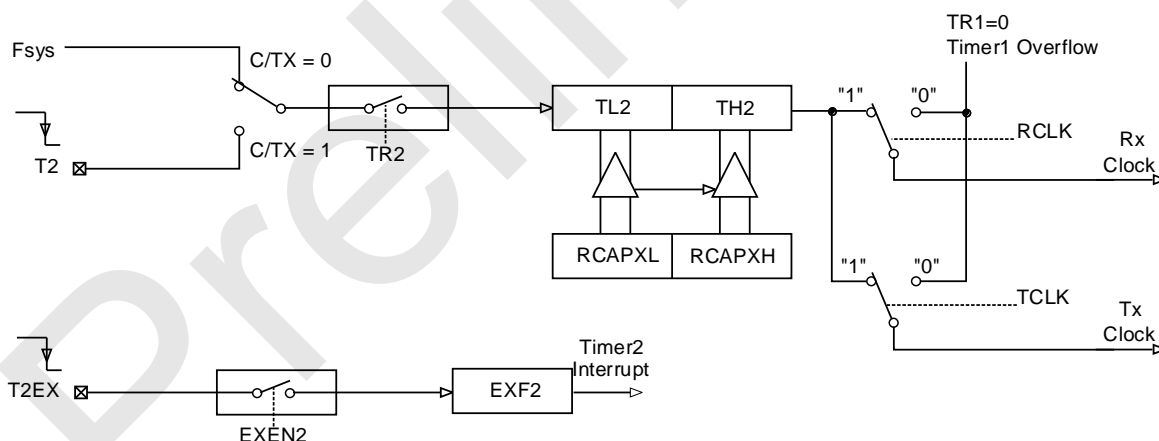 TR1=0
Timer1 Overflow
Fsys
C/TX = 0
TL2
TH2
"1"
"0"
RCLK
Rx
Clock
C/TX = 1
TR2
T2
RCAPXL
RCAPXH
"1"
"0"
TCLK
Tx
Clock
Timer2
Interrupt
T2EX
EXF2
EXEN2